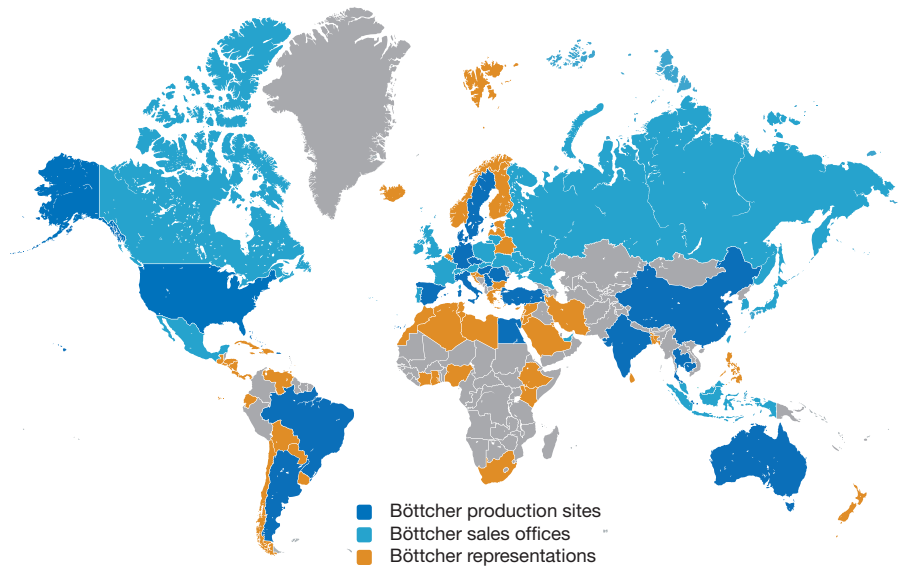 Böttcher production sites
Böttcher sales offices
Böttcher representations